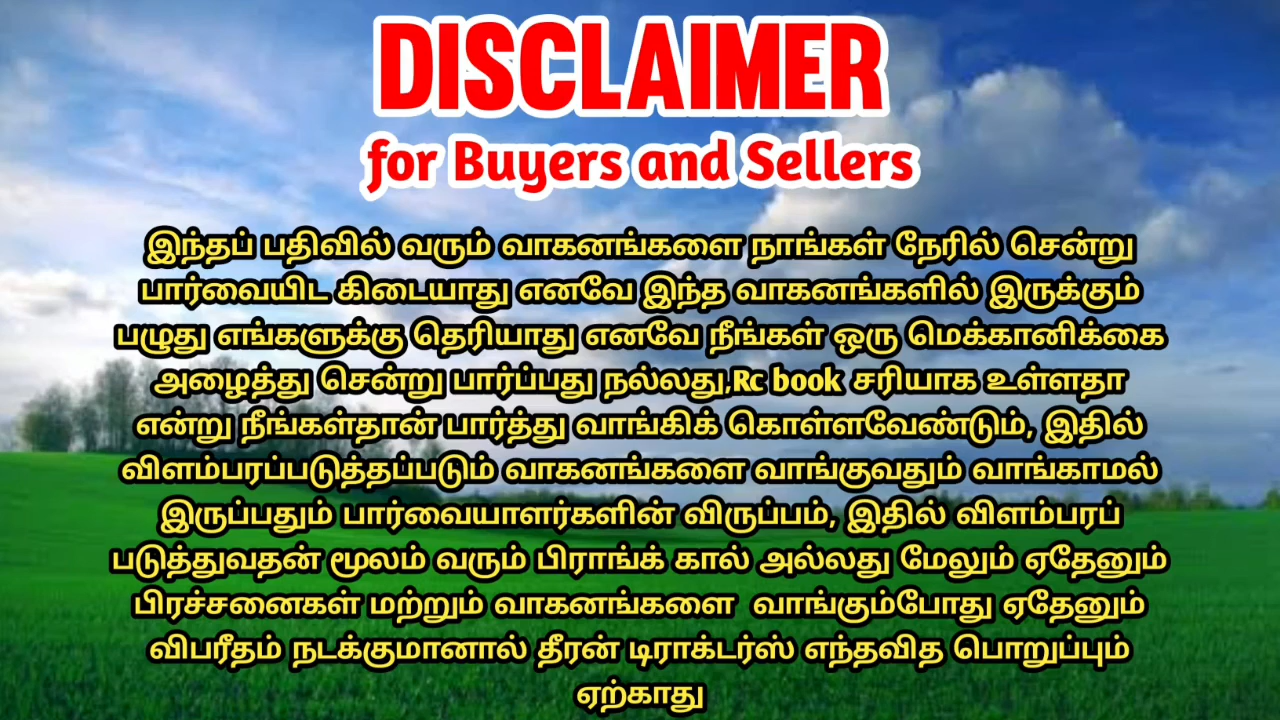 DISCLAIMER
for Buyers and Sellers
இந்தப் பதிவில் வரும் வாகனங்களை நாங்கள் நேரில் சென்று
பார்வையிட கிடையாது எனவே இந்த வாகனங்களில் இருக்கும்
பழுது எங்களுக்கு தெரியாது எனவே நீங்கள் ஒரு மெக்கானிக்கை
அழைத்து சென்று பார்ப்பது நல்லது,Rc book சரியாக உள்ளதா
என்று நீங்கள்தான் பார்த்து வாங்கிக் கொள்ளவேண்டும், இதில்
விளம்பரப்படுத்தப்படும் வாகனங்களை வாங்குவதும் வாங்காமல்
இருப்பதும் பார்வையாளர்களின் விருப்பம், இதில் விளம்பரப்
படுத்துவதன் மூலம் வரும் பிராங்க் கால் அல்லது மேலும் ஏதேனும்
பிரச்சனைகள் மற்றும் வாகனங்களை வாங்கும்போது ஏதேனும்
விபரீதம் நடக்குமானால் தீரன் டிராக்டர்ஸ் எந்தவித பொறுப்பும்
ஏற்காது